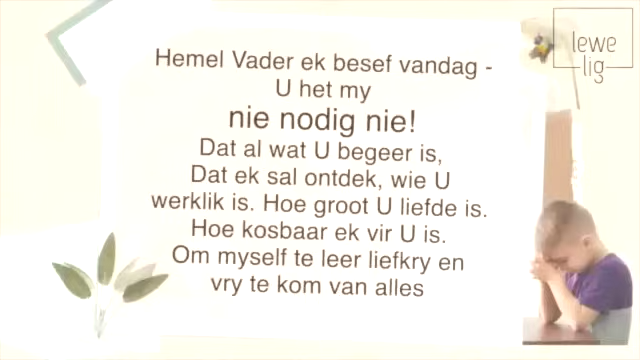 lewe
lig
Hemel Vader ek besef vandag -
U het my
nie nodig nie!
Dat al wat U begeer is,
Dat ek sal ontdek, wie U
werklik is. Hoe groot U liefde is.
Hoe kosbaar ek vir U is.
Om myself te leer liefkry en
vry te kom van alles